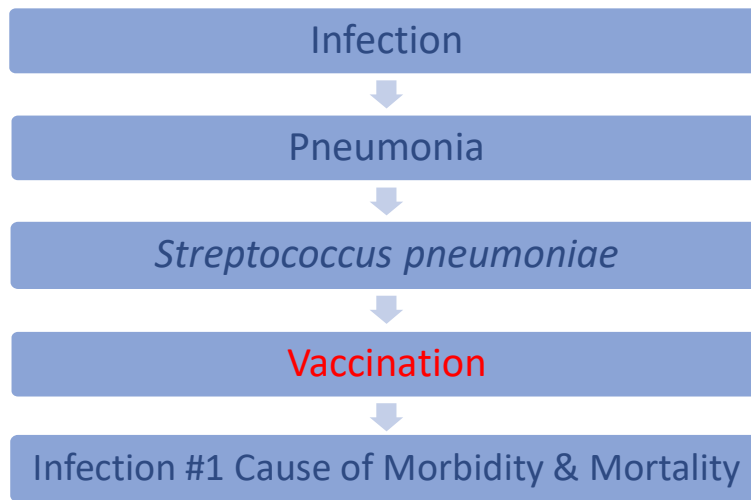 Infection
Pneumonia
Streptococcus pneumoniae
Vaccination
Infection #1 Cause of Morbidity & Mortality